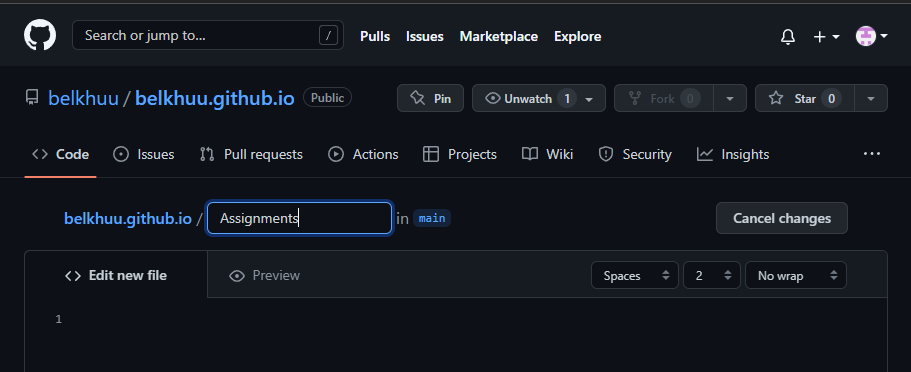 Search or jump to... / Pulls Issues Marketplace Explore
belkhuu / belkhuu.github.io Public Pin Unwatch 1 Fork 0 Star 0
<> Code Issues Pull requests Actions Projects Wiki Security Insights ...
belkhuu.github.io / Assignments in main Cancel changes
<> Edit new file Preview Spaces 2 No wrap
1